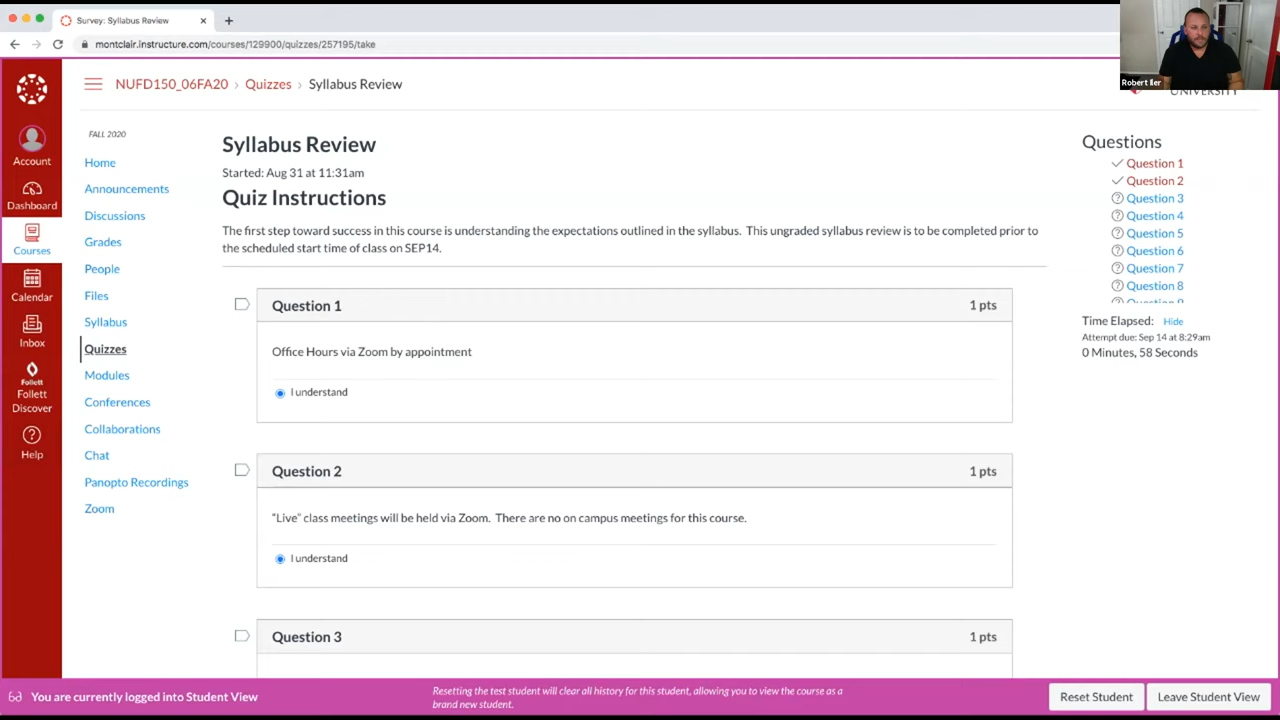 Survey: Syllabus Review
montclair.instructure.com/courses/129900/quizzes/257195/take
NUFD150_06FA20 › Quizzes › Syllabus Review
UNIVERSITY
Account
Dashboard
Courses
Calendar
Inbox
Follett
Follett
Discover
Help
FALL 2020
Home
Announcements
Discussions
Grades
People
Files
Syllabus
Quizzes
Modules
Conferences
Collaborations
Chat
Panopto Recordings
Zoom
Syllabus Review
Started: Aug 31 at 11:31am
Quiz Instructions
The first step toward success in this course is understanding the expectations outlined in the syllabus. This ungraded syllabus review is to be completed prior to
the scheduled start time of class on SEP14.
Question 1 1 pts
Office Hours via Zoom by appointment
I understand
Question 2 1 pts
"Live" class meetings will be held via Zoom. There are no on campus meetings for this course.
I understand
Question 3 1 pts
Questions
Question 1
Question 2
Question 3
Question 4
Question 5
Question 6
Question 7
Question 8
Question 9
Time Elapsed: Hide
Attempt due: Sep 14 at 8:29am
0 Minutes, 58 Seconds
You are currently logged into Student View
Resetting the test student will clear all history for this student, allowing you to view the course as a
brand new student.
Reset Student
Leave Student View